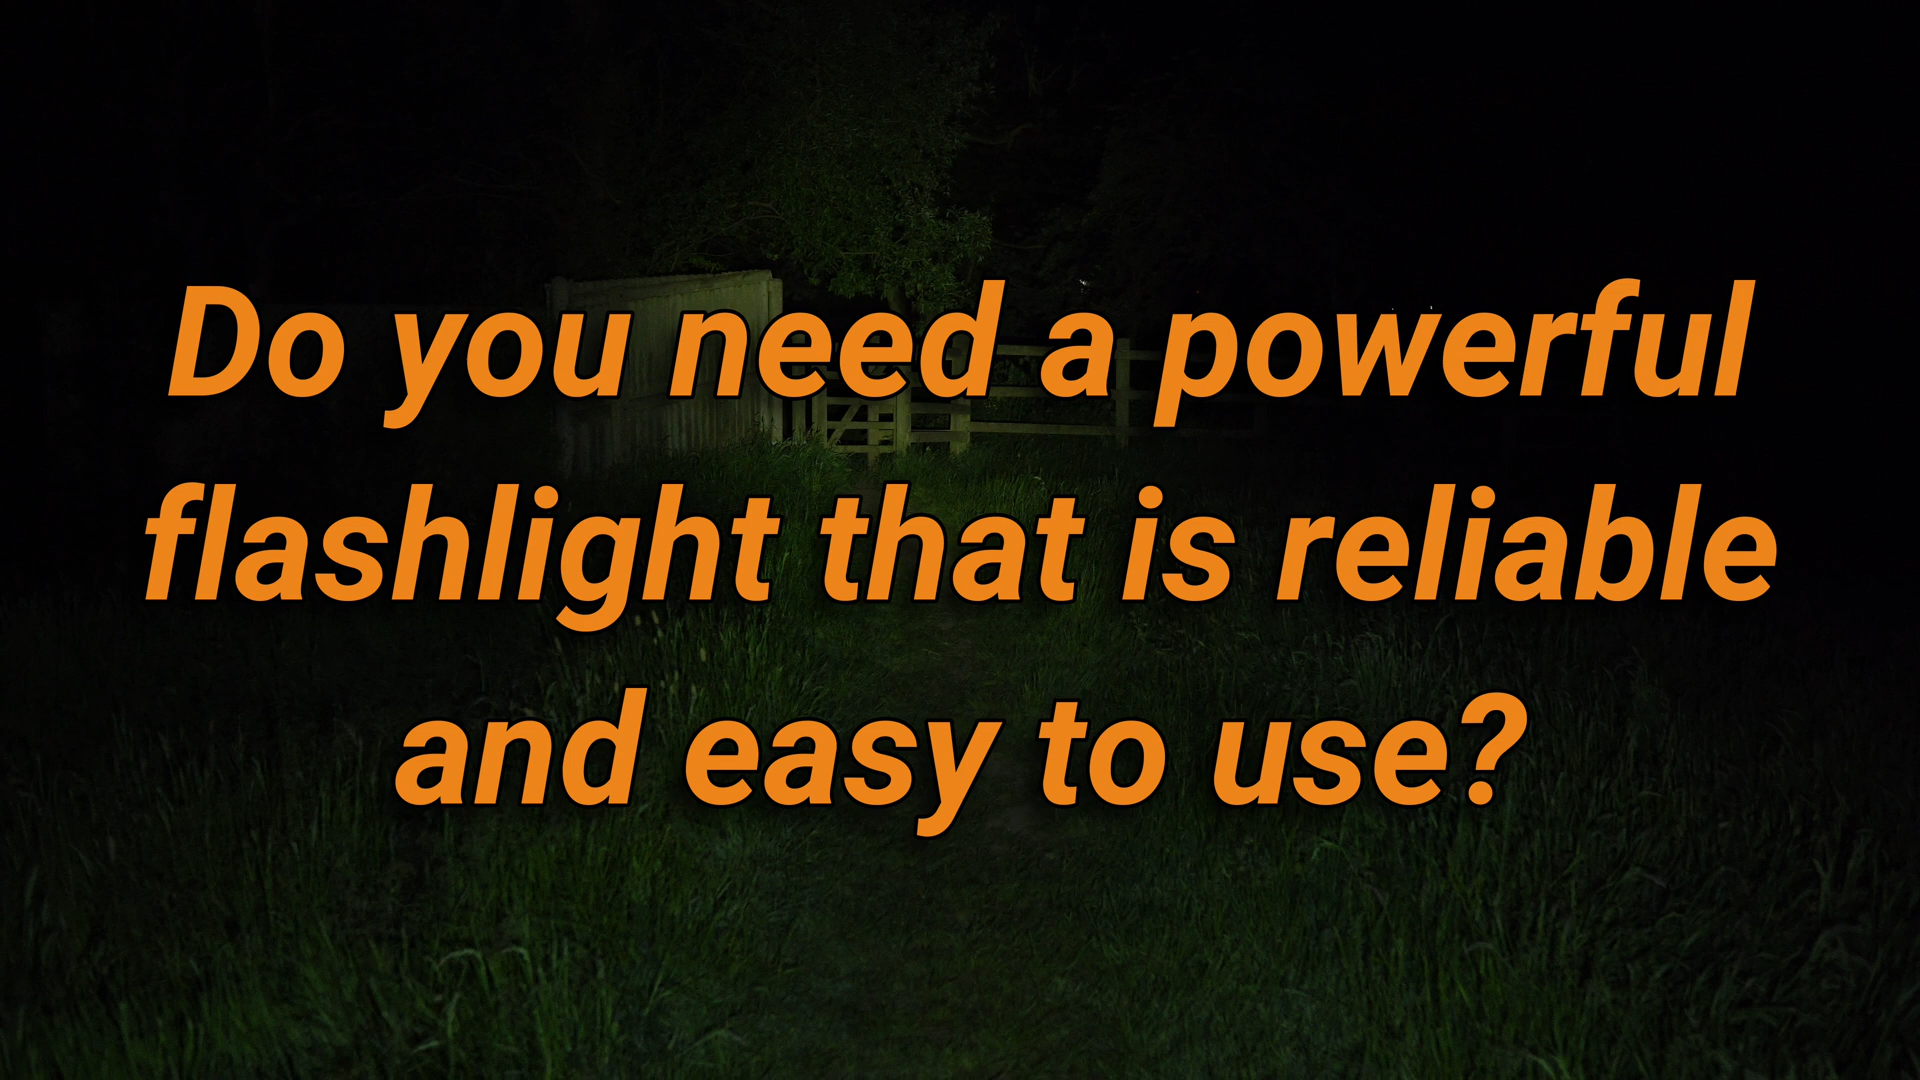 Do you need a powerful
flashlight that is reliable
and easy to use?